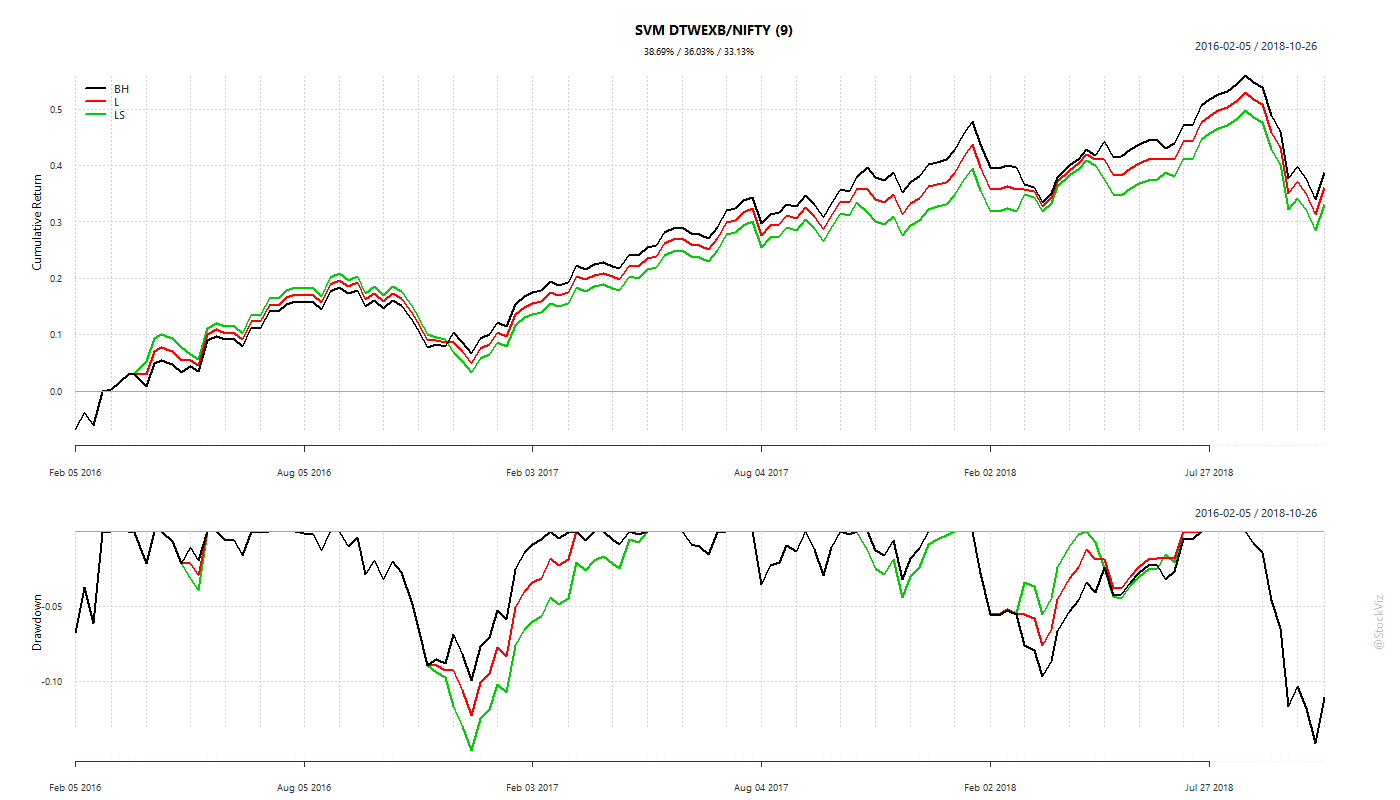 SVM DTWEXB/NIFTY (9)
38.69% / 36.03% / 33.13%
2016-02-05 / 2018-10-26
BH
L
LS
Cumulative Return
0.5
0.4
0.3
0.2
0.1
0.0
Feb 05 2016 Aug 05 2016 Feb 03 2017 Aug 04 2017 Feb 02 2018 Jul 27 2018
2016-02-05 / 2018-10-26
Drawdown
-0.05
-0.10
Feb 05 2016 Aug 05 2016 Feb 03 2017 Aug 04 2017 Feb 02 2018 Jul 27 2018
@StockViz